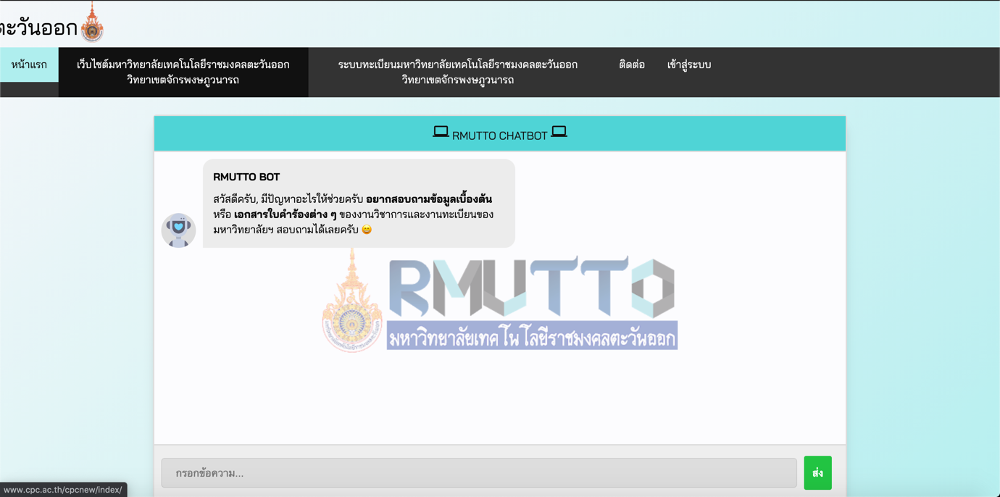 ตะวันออก
หน้าแรก
เว็บไซต์มหาวิทยาลัยเทคโนโลยีราชมงคลตะวันออก
วิทยาเขตจักรพงษภูวนารถ
ระบบทะเบียนมหาวิทยาลัยเทคโนโลยีราชมงคลตะวันออก
วิทยาเขตจักรพงษภูวนารถ
ติดต่อ
เข้าสู่ระบบ
RMUTTO CHATBOT
RMUTTO BOT
สวัสดีครับ, มีปัญหาอะไรให้ช่วยครับ อยากสอบถามข้อมูลเบื้องต้น
หรือ เอกสารใบคำร้องต่าง ๆ ของงานวิชาการและงานทะเบียนของ
มหาวิทยาลัยฯ สอบถามได้เลยครับ 😄
RMUTTO
มหาวิทยาลัยเทคโนโลยีราชมงคลตะวันออก
กรอกข้อความ...
ส่ง
www.cpc.ac.th/cpcnew/index/